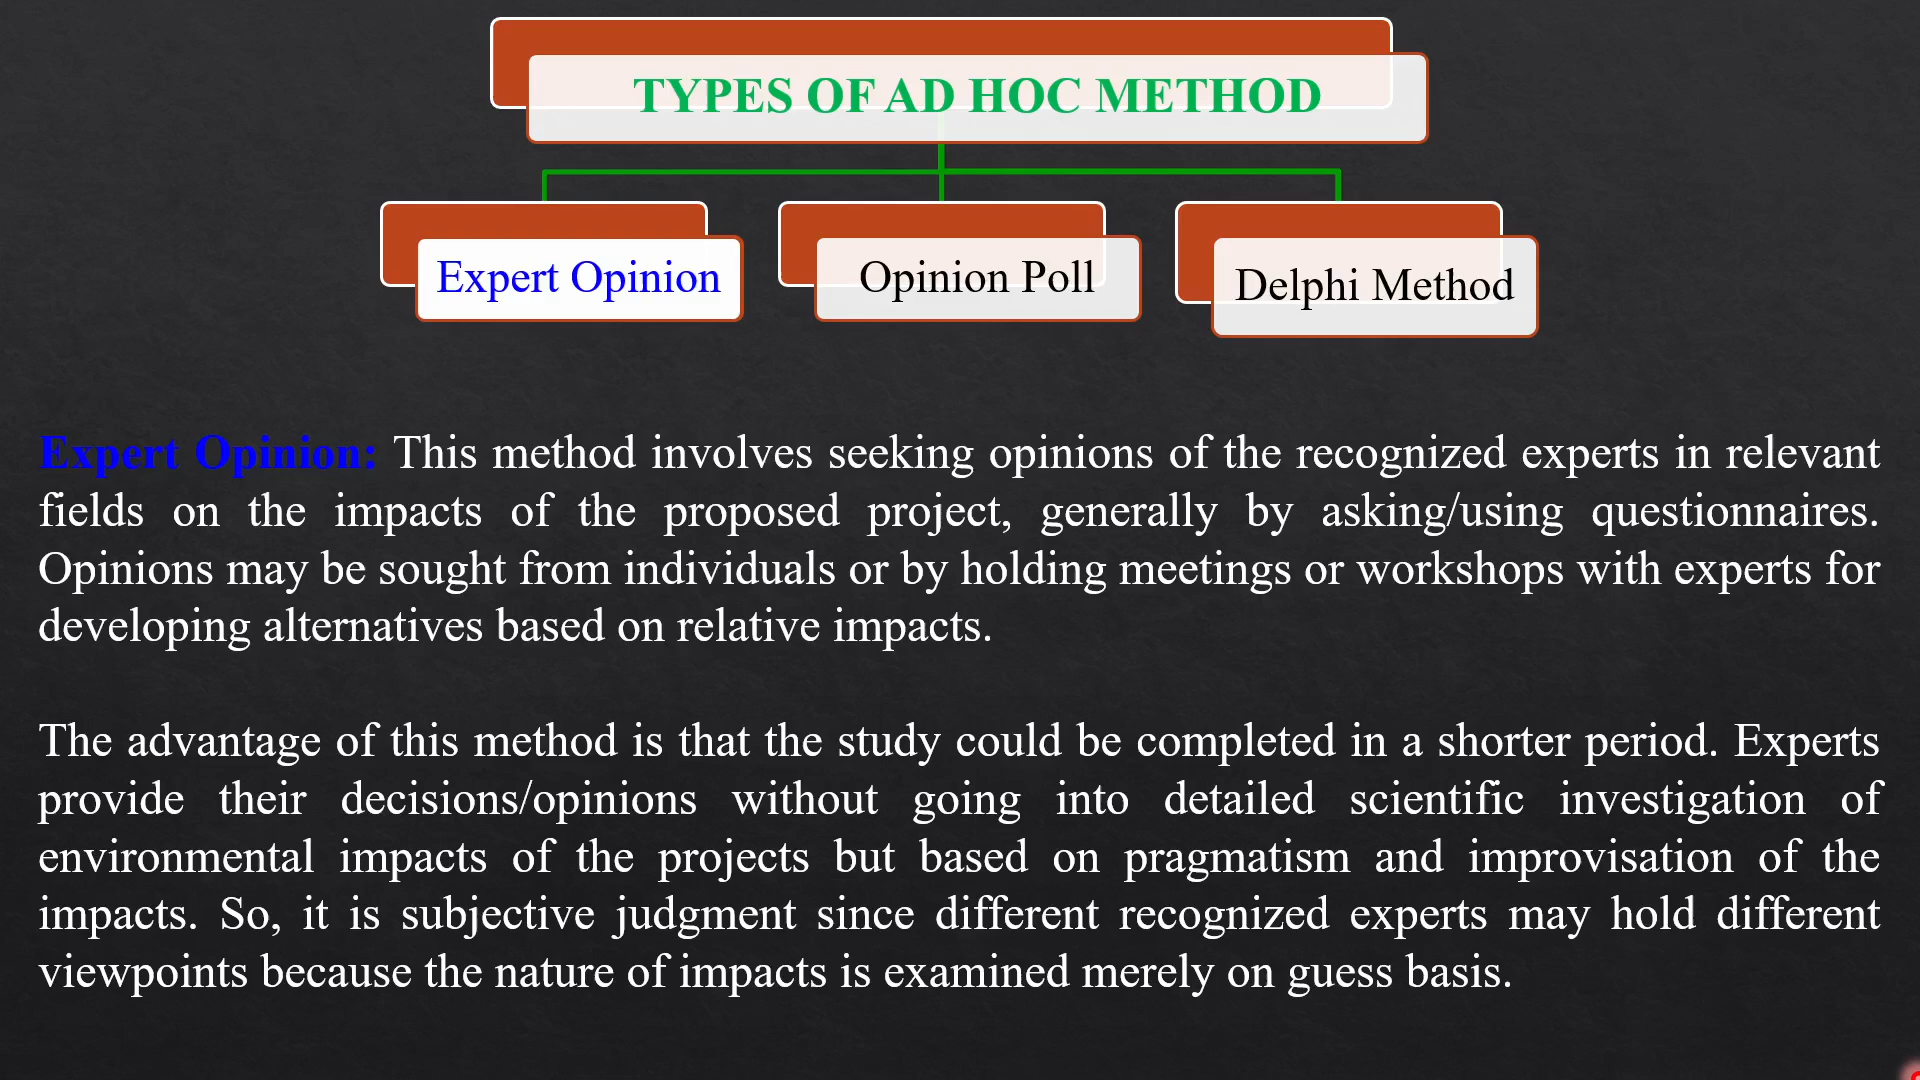 TYPES OF AD HOC METHOD
Expert Opinion
Opinion Poll
Delphi Method
Expert Opinion: This method involves seeking opinions of the recognized experts in relevant
fields on the impacts of the proposed project, generally by asking/using questionnaires.
Opinions may be sought from individuals or by holding meetings or workshops with experts for
developing alternatives based on relative impacts.
The advantage of this method is that the study could be completed in a shorter period. Experts
provide their decisions/opinions without going into detailed scientific investigation of
environmental impacts of the projects but based on pragmatism and improvisation of the
impacts. So, it is subjective judgment since different recognized experts may hold different
viewpoints because the nature of impacts is examined merely on guess basis.